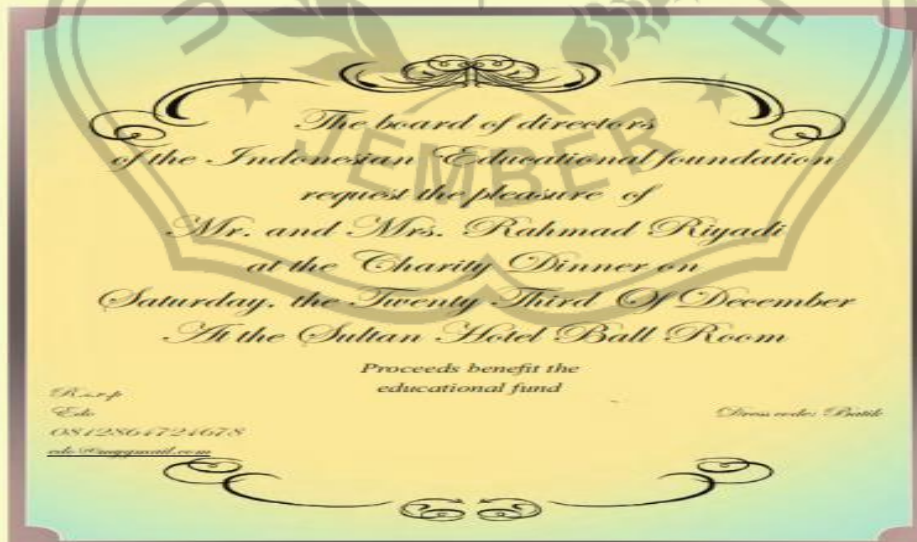 JEMBER
The board of directors
of the Indonesian Educational foundation
request the pleasure of
Mr. and Mrs. Rahmad Riyadi
at the Charity Dinner on
Saturday, the Twenty Third Of December
At the Sultan Hotel Ball Room
Proceeds benefit the
educational fund
R.s.v.p
Edo
Dress code: Batik